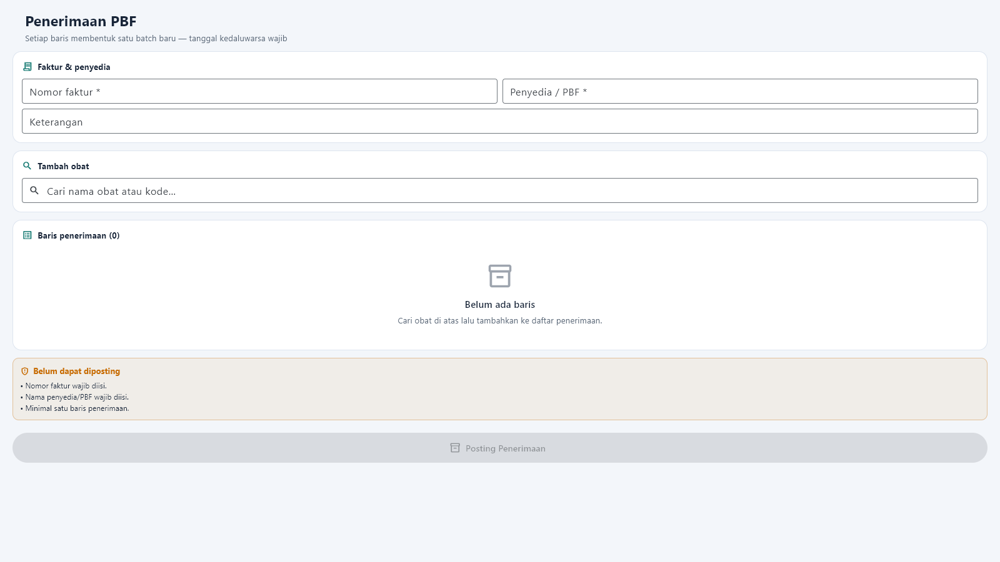 Penerimaan PBF
Setiap baris membentuk satu batch baru — tanggal kedaluwarsa wajib
Faktur & penyedia
Nomor faktur *
Penyedia / PBF *
Keterangan
Tambah obat
Cari nama obat atau kode...
Baris penerimaan (0)
Belum ada baris
Cari obat di atas lalu tambahkan ke daftar penerimaan.
Belum dapat diposting
• Nomor faktur wajib diisi.
• Nama penyedia/PBF wajib diisi.
• Minimal satu baris penerimaan.
Posting Penerimaan